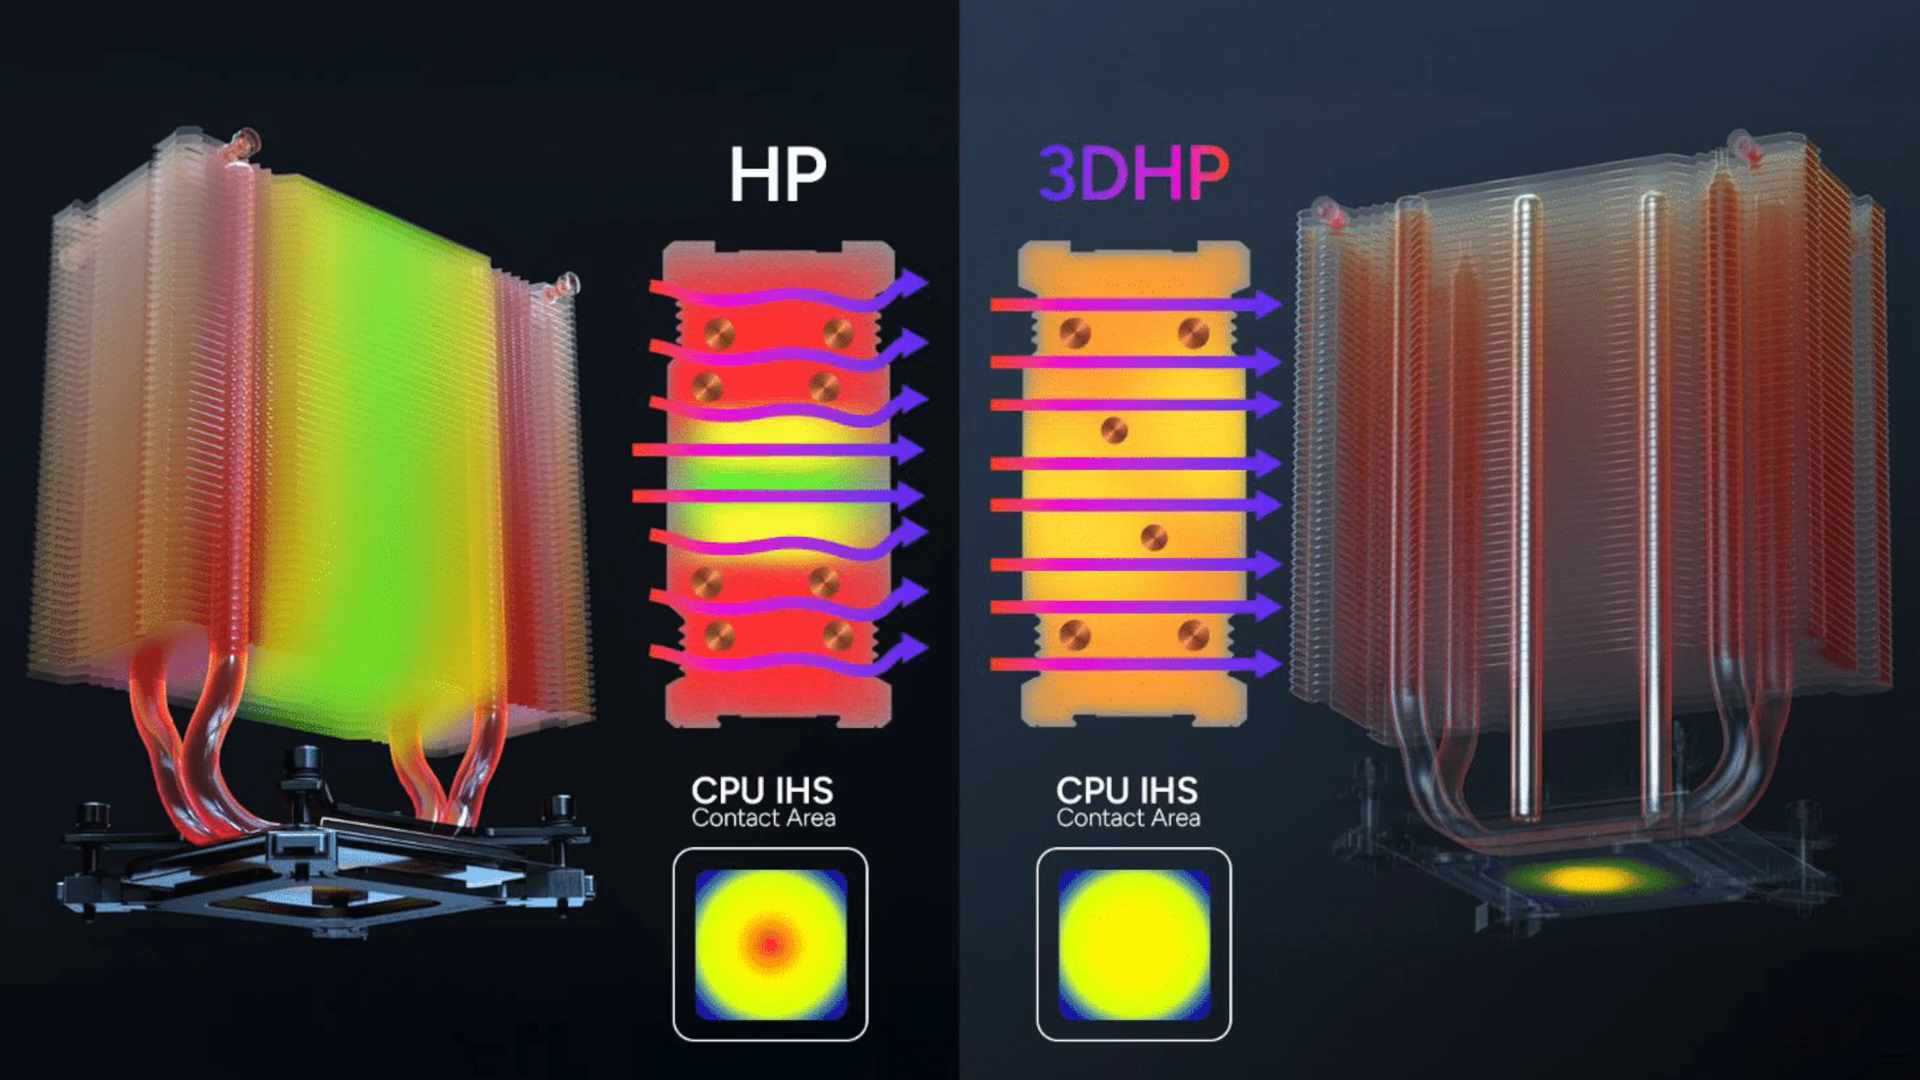 HP
CPU IHS
Contact Area
3DHP
CPU IHS
Contact Area